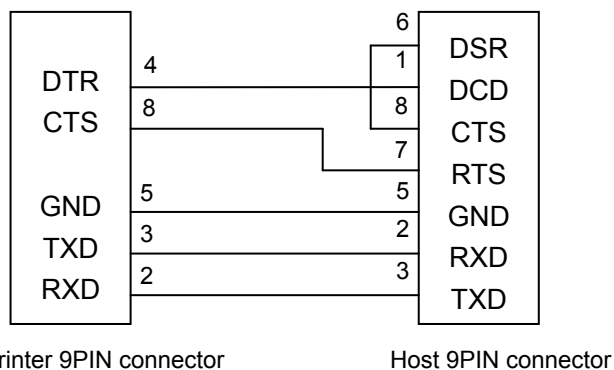 6
DSR
4
1
DTR
DCD
8
8
CTS
CTS
7
RTS
5
5
GND
GND
3
2
TXD
RXD
2
3
RXD
TXD
rinter 9PIN connector
Host 9PIN connector